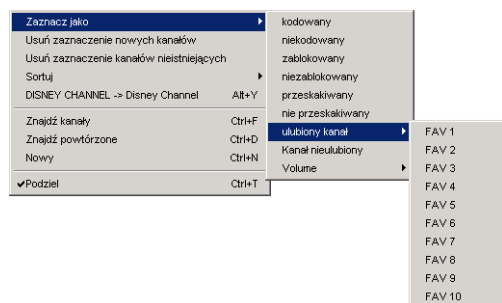 Zaznacz jako
Usuń zaznaczenie nowych kanałów
Usuń zaznaczenie kanałów nieistniejących
Sortuj
DISNEY CHANNEL -> Disney Channel Alt+Y
Znajdź kanały Ctrl+F
Znajdź powtórzone Ctrl+D
Nowy Ctrl+N
✔Podziel Ctrl+T
kodowany
niekodowany
zablokowany
niezablokowany
przeskakiwany
nie przeskakiwany
ulubiony kanał
Kanał nieulubiony
Volume
FAV 1
FAV 2
FAV 3
FAV 4
FAV 5
FAV 6
FAV 7
FAV 8
FAV 9
FAV 10